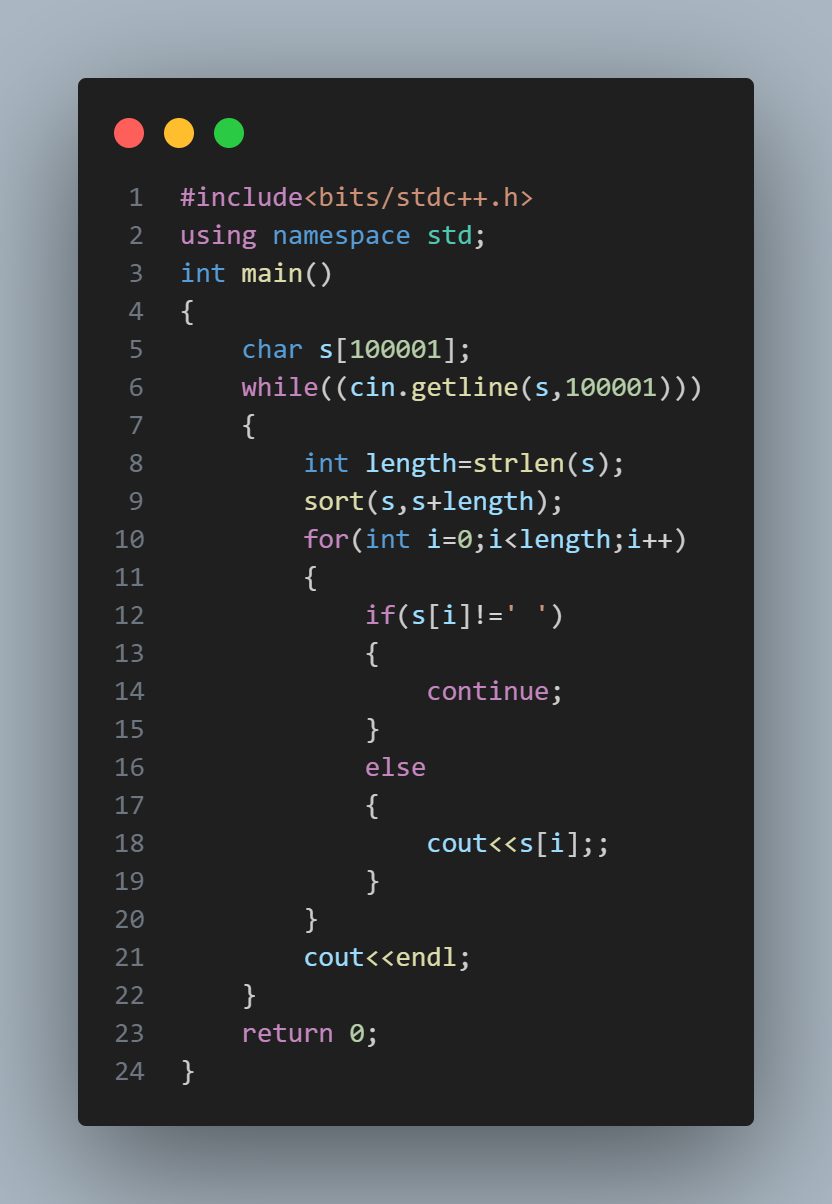 1 #include<bits/stdc++.h>
2 using namespace std;
3 int main()
4 {
5     char s[100001];
6     while((cin.getline(s,100001)))
7     {
8         int length=strlen(s);
9         sort(s,s+length);
10         for(int i=0;i<length;i++)
11         {
12             if(s[i]!=' ')
13             {
14                 continue;
15             }
16             else
17             {
18                 cout<<s[i];;
19             }
20         }
21         cout<<endl;
22     }
23     return 0;
24 }